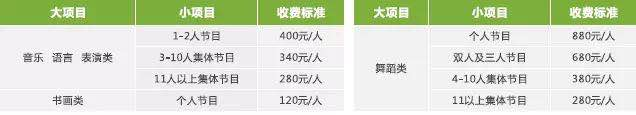 大项目 小项目 收费标准
音乐 语言 表演类 1-2人节目 400元/人
3-10人集体节目 340元/人
11人以上集体节目 280元/人
书画类 个人节目 120元/人
大项目 小项目 收费标准
舞蹈类 个人节目 880元/人
双人及三人节目 680元/人
4-10人集体节目 380元/人
11以上集体节目 280元/人